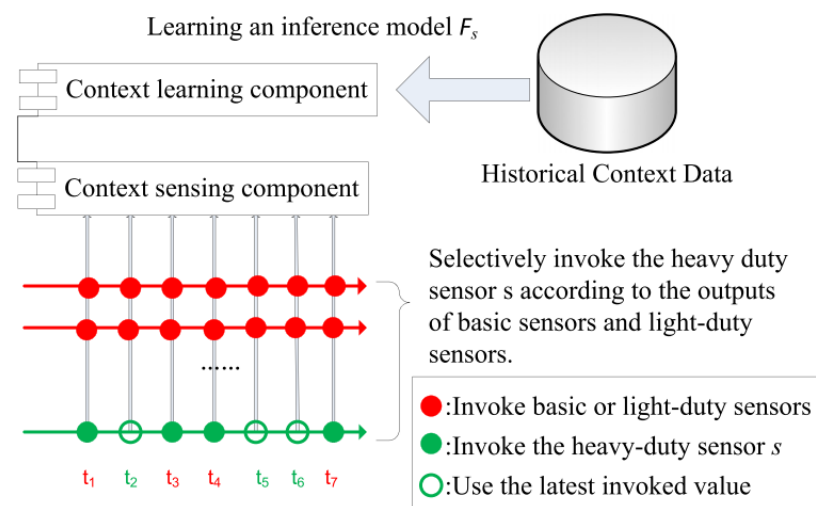 Learning an inference model Fs
Context learning component
Context sensing component
Historical Context Data
Selectively invoke the heavy duty
sensor s according to the outputs
of basic sensors and light-duty
sensors.
......
:Invoke basic or light-duty sensors
:Invoke the heavy-duty sensor s
:Use the latest invoked value
t1 t2 t3 t4 t5 t6 t7